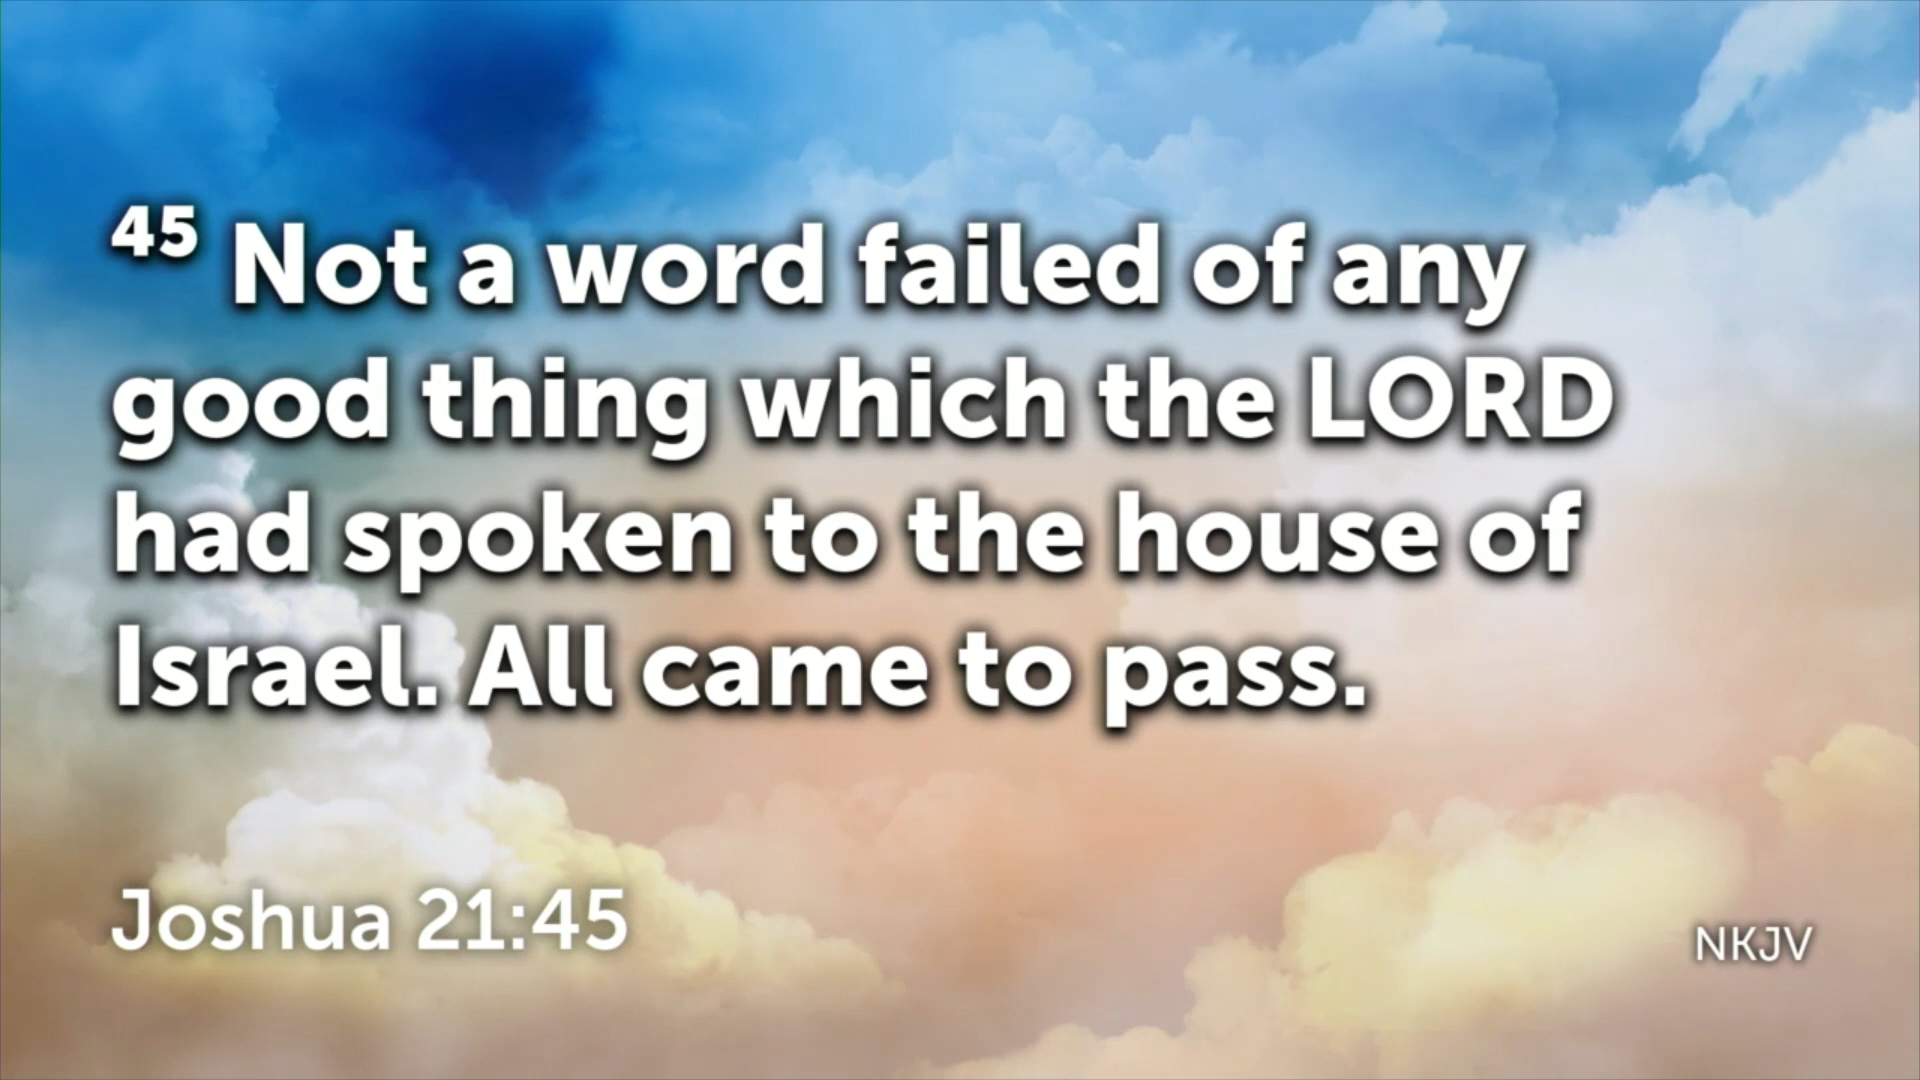 45 Not a word failed of any
good thing which the LORD
had spoken to the house of
Israel. All came to pass.
Joshua 21:45
NKJV